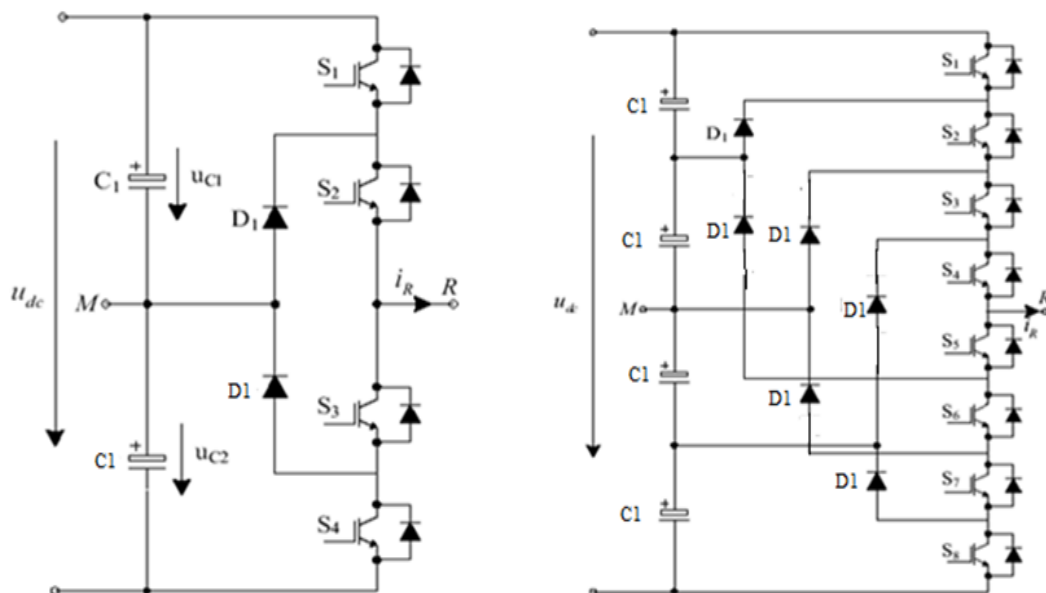 S1
+
C1
uC1
S2
D1
udc
M
iR
R
D1
S3
+
C1
uC2
S4
S1
+
C1
D1
S2
S3
+
C1
D1
D1
S4
udc
M
D1
R
iR
S5
C1
D1
S6
D1
S7
+
C1
S8